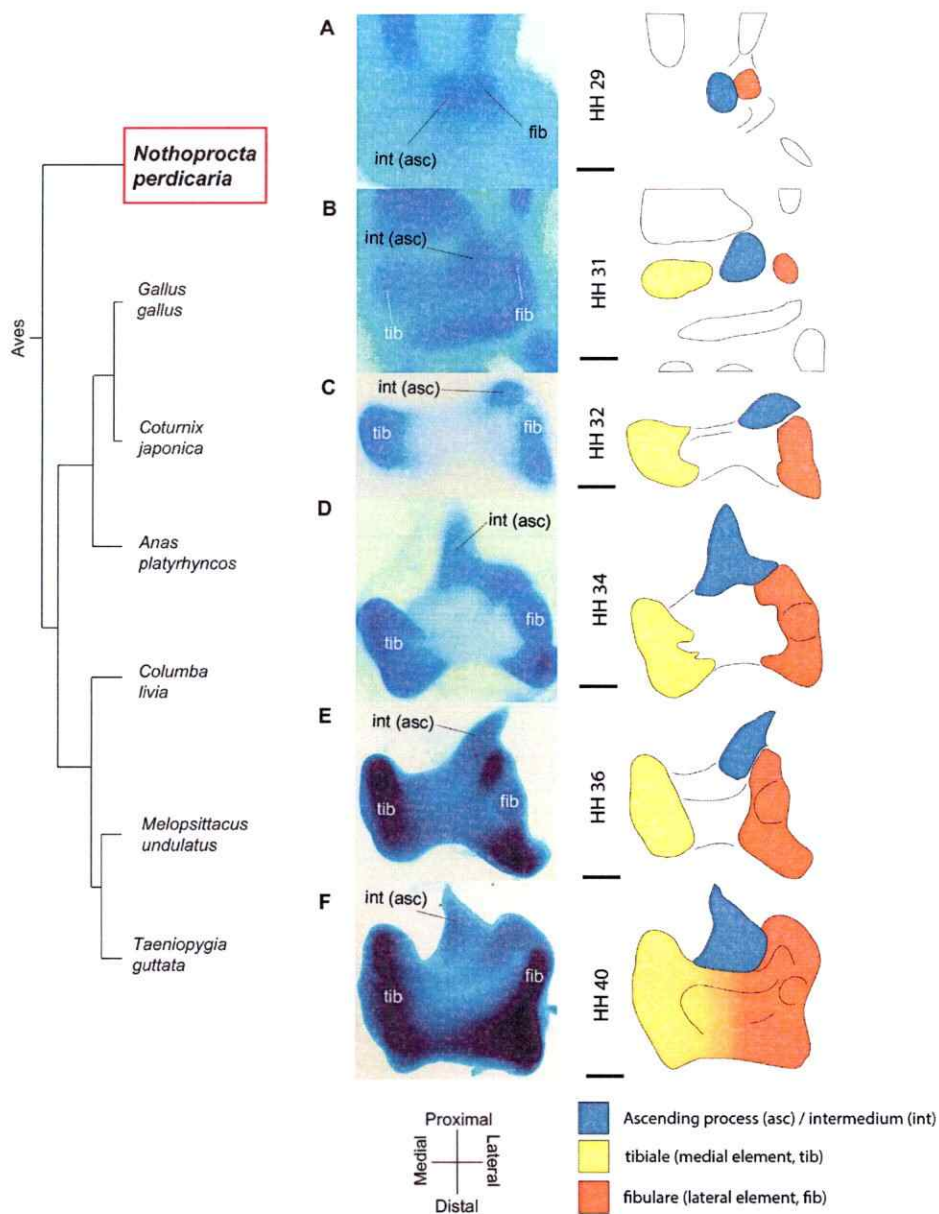 Aves
Nothoprocta
perdicaria
Gallus
gallus
Coturnix
japonica
Anas
platyrhyncos
Columba
livia
Melopsittacus
undulatus
Taeniopygia
guttata
A
int (asc)
fib
HH 29
B
int (asc)
tib
fib
HH 31
C
int (asc)
tib
fib
HH 32
D
int (asc)
tib
fib
HH 34
E
int (asc)
tib
fib
HH 36
F
int (asc)
tib
fib
HH 40
Proximal
Medial
Lateral
Distal
Ascending process (asc) / intermedium (int)
tibiale (medial element, tib)
fibulare (lateral element, fib)